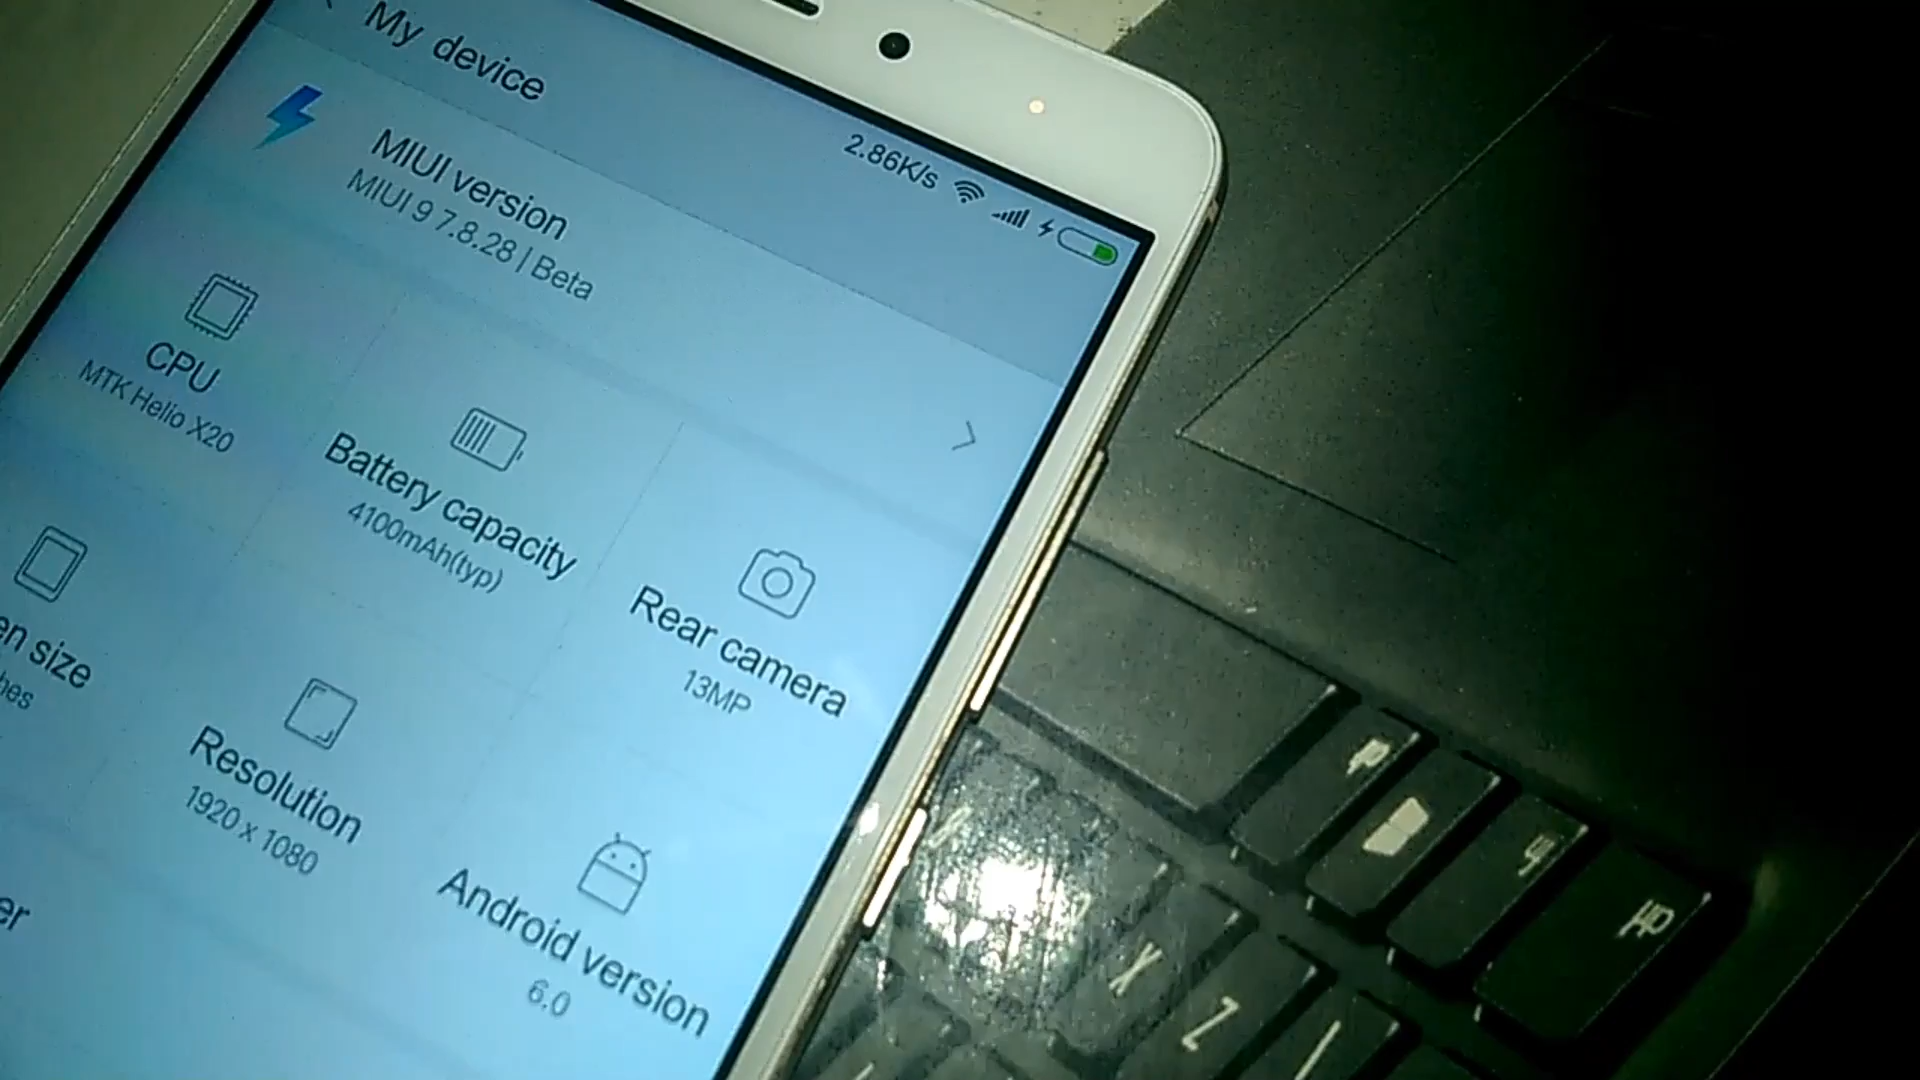 My device
2.86K/s
MIUI version
MIUI 9 7.8.28 | Beta
CPU
MTK Helio X20
Battery capacity
4100mAh(typ)
Rear camera
13MP
en size
hes
Resolution
1920 x 1080
Android version
6.0
er
X
Z